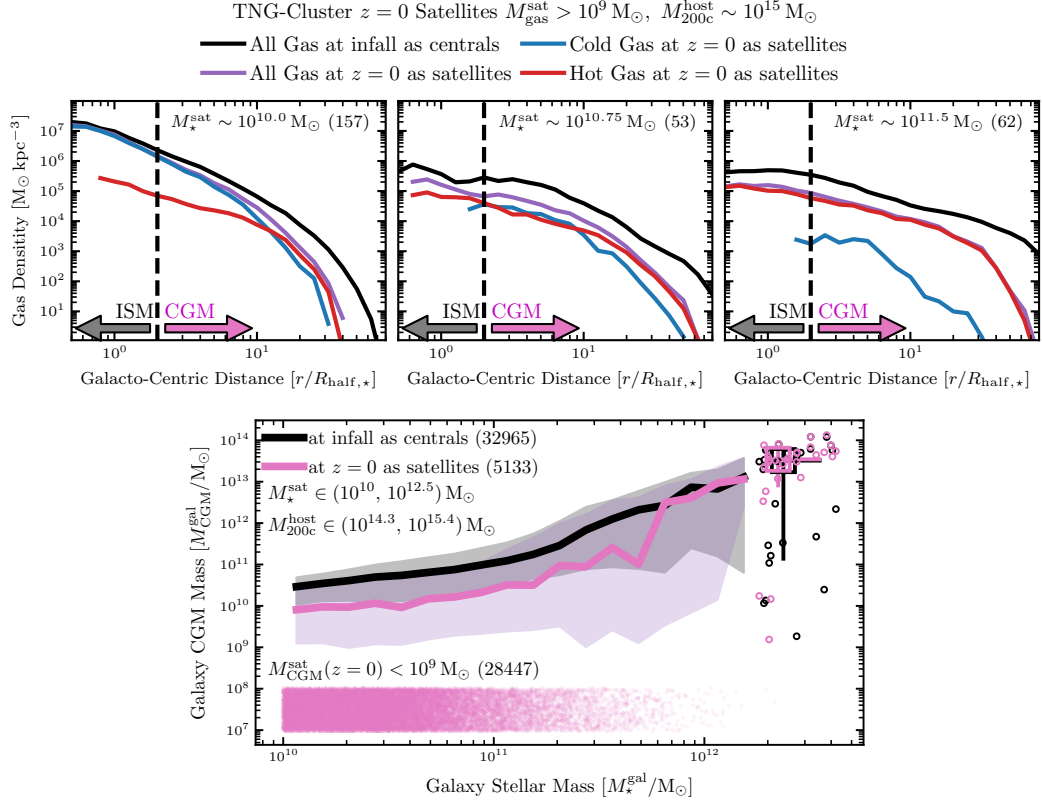 TNG-Cluster z = 0 Satellites M_gas^sat > 10^9 M_⊙, M_200c^host ~ 10^15 M_⊙
All Gas at infall as centrals Cold Gas at z = 0 as satellites
All Gas at z = 0 as satellites Hot Gas at z = 0 as satellites
M_⋆^sat ~ 10^10.0 M_⊙ (157) M_⋆^sat ~ 10^10.75 M_⊙ (53) M_⋆^sat ~ 10^11.5 M_⊙ (62)
Gas Densitity [M_⊙ kpc^−3]
10^7
10^6
10^5
10^4
10^3
10^2
10^1
ISM CGM ISM CGM ISM CGM
10^0 10^1 10^0 10^1 10^0 10^1
Galacto-Centric Distance [r/R_half,⋆] Galacto-Centric Distance [r/R_half,⋆] Galacto-Centric Distance [r/R_half,⋆]
Galaxy CGM Mass [M_CGM^gal/M_⊙]
10^14
10^13
10^12
10^11
10^10
10^9
10^8
10^7
at infall as centrals (32965)
at z = 0 as satellites (5133)
M_⋆^sat ∈ (10^10, 10^12.5) M_⊙
M_200c^host ∈ (10^14.3, 10^15.4) M_⊙
M_CGM^sat(z = 0) < 10^9 M_⊙ (28447)
10^10 10^11 10^12
Galaxy Stellar Mass [M_⋆^gal/M_⊙]